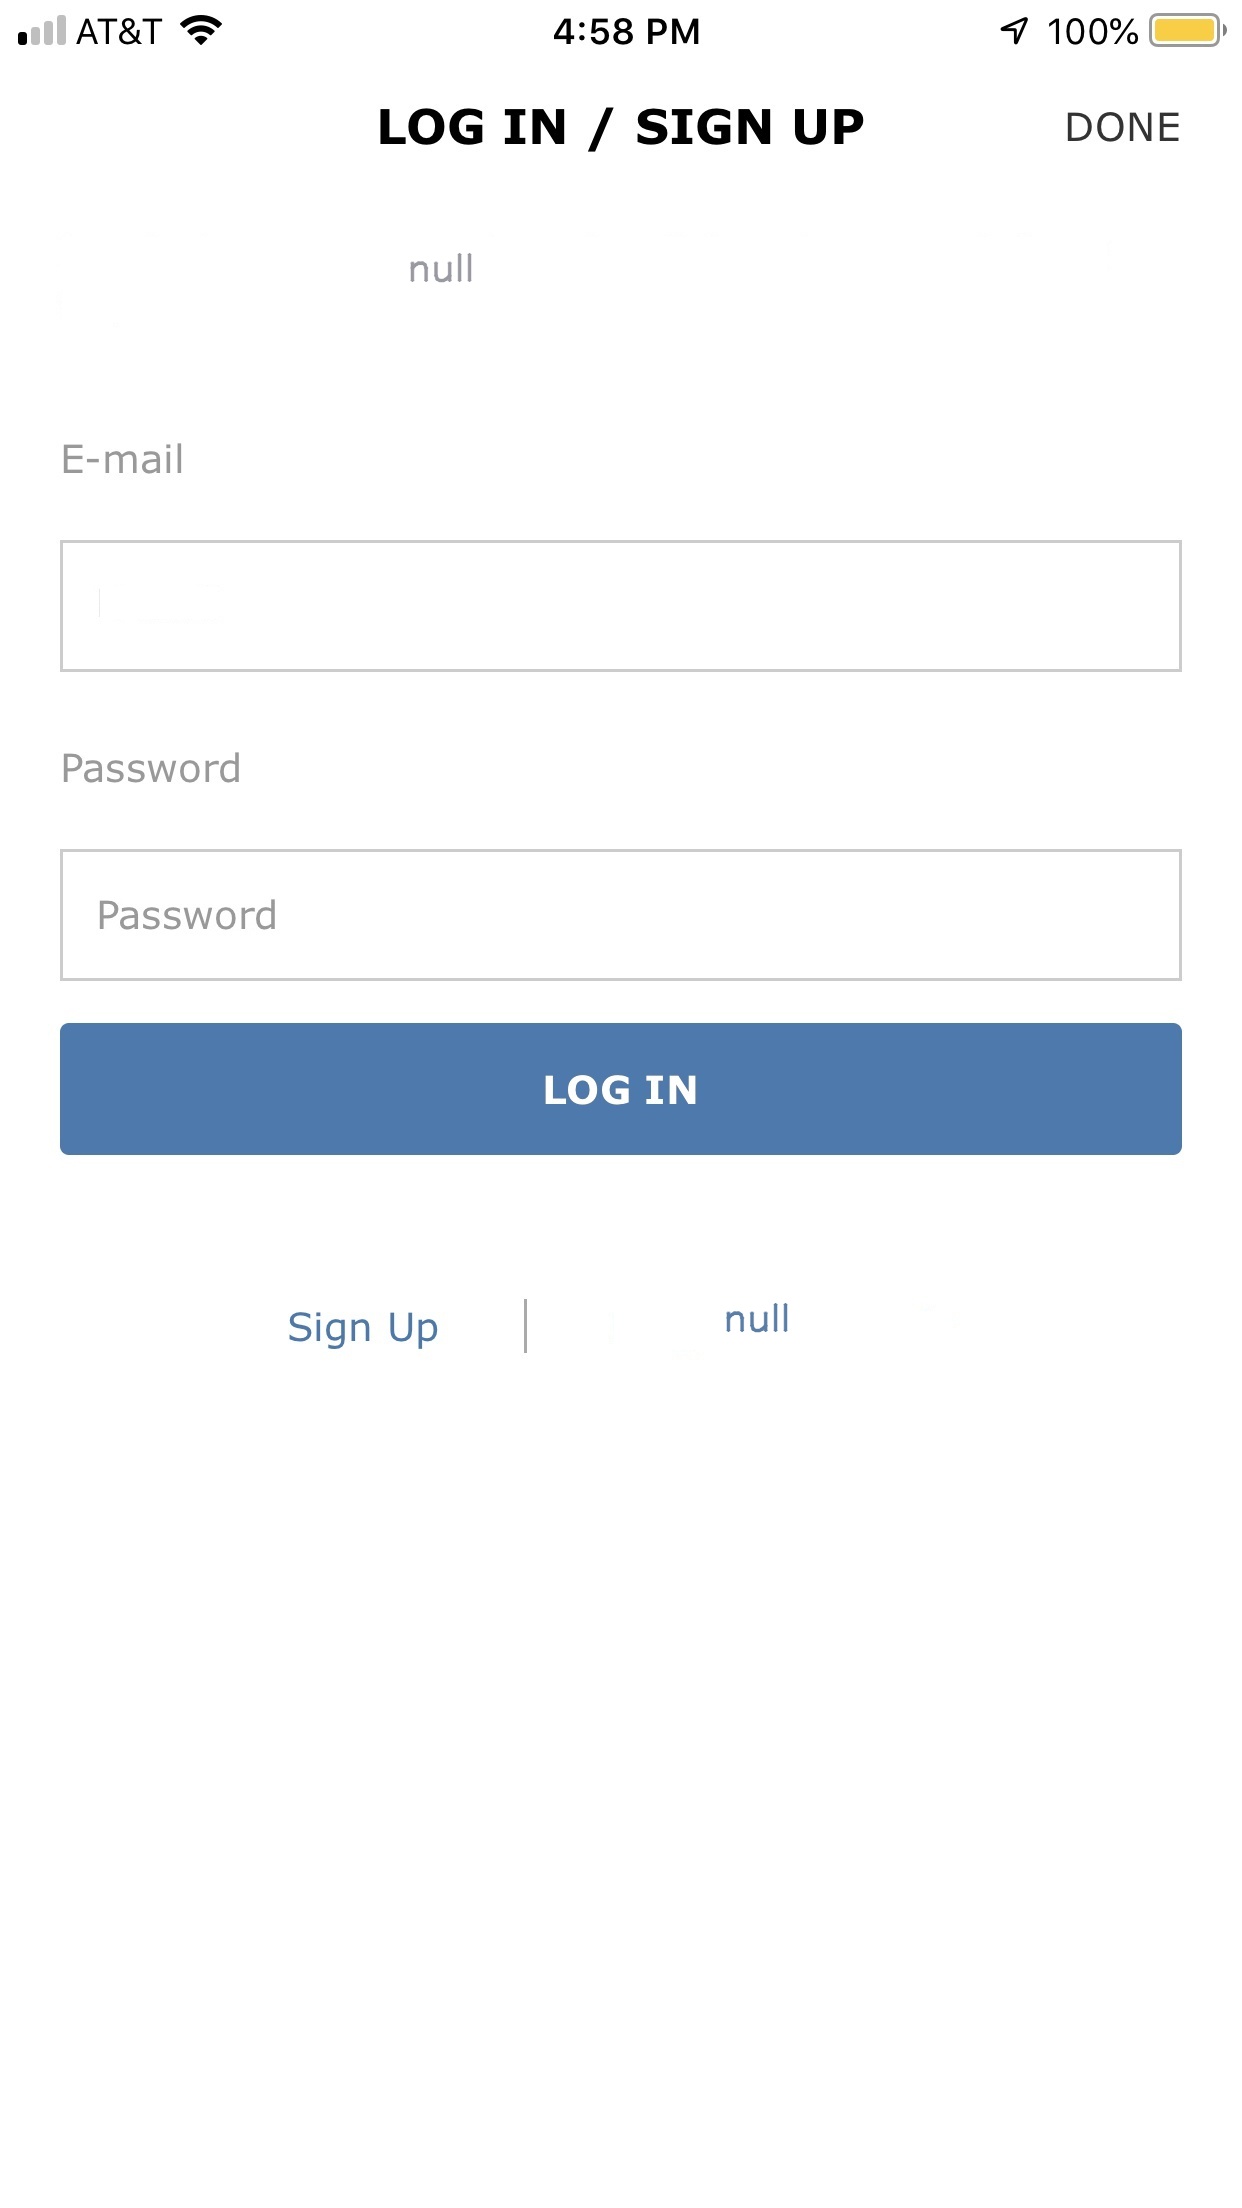 AT&T 4:58 PM 100%
LOG IN / SIGN UP DONE
null
E-mail
Password
Password
LOG IN
Sign Up null